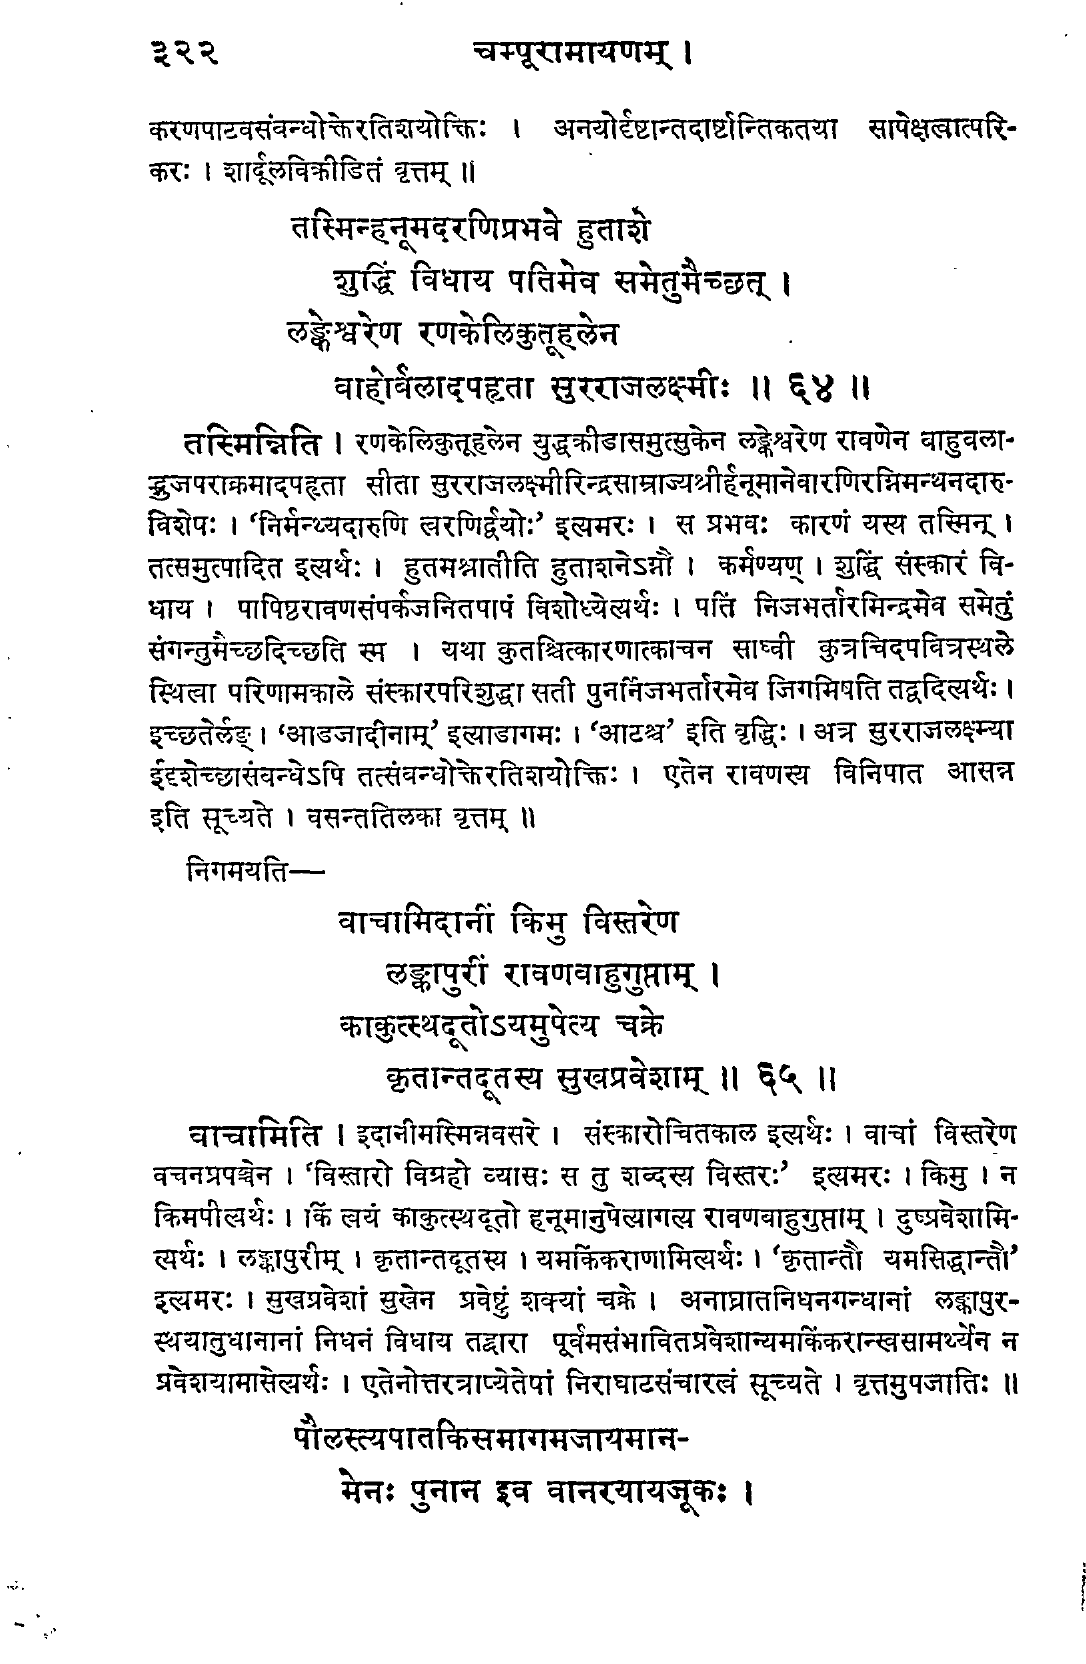 ३२२ चम्पूरामायणम् ।
करणपाटवसंवन्धोक्तेरतिशयोक्तिः । अनयोर्दृष्टान्तदार्ष्टान्तिकतया सापेक्षत्वात्परि-
करः । शार्दूलविक्रीडितं वृत्तम् ॥
तस्मिन्हनूमदरणिप्रभवे हुताशे
शुद्धिं विधाय पतिमेव समेतुमैच्छत् ।
लङ्केश्वरेण रणकेलिकुतूहलेन
वाहोर्वलादपहृता सुरराजलक्ष्मीः ॥ ६४ ॥
तस्मिन्निति । रणकेलिकुतूहलेन युद्धक्रीडासमुत्सुकेन लङ्केश्वरेण रावणेन वाहुवला-
द्भुजपराक्रमादपहृता सीता सुरराजलक्ष्मीरिन्द्रसाम्राज्यश्रीर्हनूमानेवारणिरग्निमन्थनदारु-
विशेषः । ‘निर्मन्थ्यदारुणि त्वरणिर्द्वयोः’ इत्यमरः । स प्रभवः कारणं यस्य तस्मिन् ।
तत्समुत्पादित इत्यर्थः । हुतमश्नातीति हुताशनेऽग्नौ । कर्मण्यण् । शुद्धिं संस्कारं वि-
धाय । पापिष्ठरावणसंपर्कजनितपापं विशोध्येत्यर्थः । पतिं निजभर्तारमिन्द्रमेव समेतुं
संगन्तुमैच्छदिच्छति स्म । यथा कुतश्चित्कारणात्काचन साध्वी कुत्रचिदपवित्रस्थले
स्थित्वा परिणामकाले संस्कारपरिशुद्धा सती पुनर्निजभर्तारमेव जिगमिषति तद्वदित्यर्थः ।
इच्छतेर्लङ् । ‘आडजादीनाम्’ इत्याडागमः । ‘आटश्च’ इति वृद्धिः । अत्र सुरराजलक्ष्म्या
ईदृशेच्छासंवन्धेऽपि तत्संवन्धोक्तेरतिशयोक्तिः । एतेन रावणस्य विनिपात आसन्न
इति सूच्यते । वसन्ततिलका वृत्तम् ॥
निगमयति—
वाचामिदानीं किमु विस्तरेण
लङ्कापुरीं रावणवाहुगुप्ताम् ।
काकुत्स्थदूतोऽयमुपेत्य चक्रे
कृतान्तदूतस्य सुखप्रवेशाम् ॥ ६५ ॥
वाचामिति । इदानीमस्मिन्नवसरे । संस्कारोचितकाल इत्यर्थः । वाचां विस्तरेण
वचनप्रपञ्चेन । ‘विस्तारो विग्रहो व्यासः स तु शब्दस्य विस्तरः’ इत्यमरः । किमु । न
किमपीत्यर्थः । किं त्वयं काकुत्स्थदूतो हनूमानुपेत्यागत्य रावणबाहुगुप्ताम् । दुष्प्रवेशामि-
त्यर्थः । लङ्कापुरीम् । कृतान्तदूतस्य । यमकिंकराणामित्यर्थः । ‘कृतान्तौ यमसिद्धान्तौ’
इत्यमरः । सुखप्रवेशां सुखेन प्रवेष्टुं शक्यां चक्रे । अनाघ्रातनिधनगन्धानां लङ्कापुर-
स्थयातुधानानां निधनं विधाय तद्वारा पूर्वमसंभावितप्रवेशान्यमकिंकरान्स्वसामर्थ्येन न
प्रवेशयामासेत्यर्थः । एतेनोत्तरत्राप्येतेषां निराघाटसंचारत्वं सूच्यते । वृत्तमुपजातिः ॥
पौलस्त्यपातकिसमागमजायमान-
मेनः पुनान इव वानरयायजूकः ।